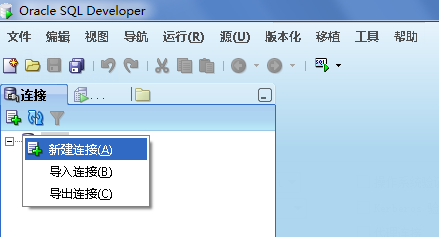 Oracle SQL Developer
文件 编辑 视图 导航 运行(R) 源(U) 版本化 移植 工具 帮助
SQL
连接 ...
新建连接(A)
导入连接(B)
导出连接(C)